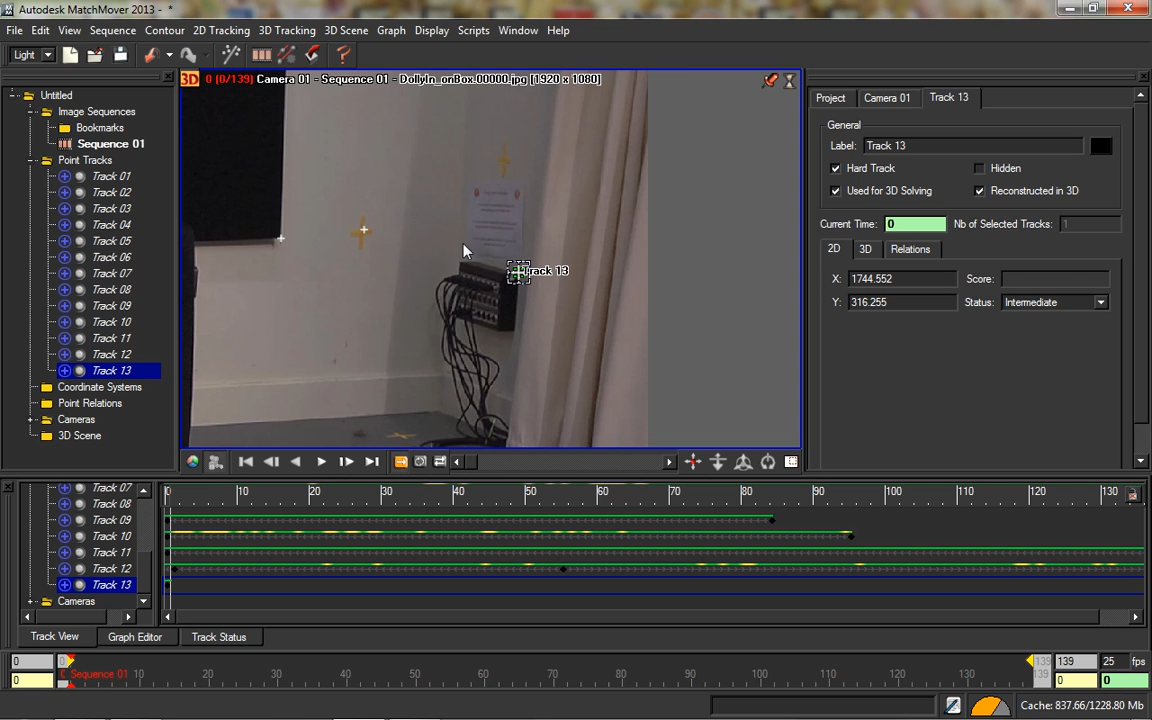 Autodesk MatchMover 2013 - *
File Edit View Sequence Contour 2D Tracking 3D Tracking 3D Scene Graph Display Scripts Window Help
Light
Untitled
Image Sequences
Bookmarks
Sequence 01
Point Tracks
Track 01
Track 02
Track 03
Track 04
Track 05
Track 06
Track 07
Track 08
Track 09
Track 10
Track 11
Track 12
Track 13
Coordinate Systems
Point Relations
Cameras
3D Scene
3D 0 (0/139) Camera 01 - Sequence 01 - DollyIn_onBox.00000.jpg [1920 x 1080]
Track 13
Project Camera 01 Track 13
General
Label: Track 13
Hard Track Hidden
Used for 3D Solving Reconstructed in 3D
Current Time: 0 Nb of Selected Tracks: 1
2D 3D Relations
X: 1744.552 Score:
Y: 316.255 Status: Intermediate
0 10 20 30 40 50 60 70 80 90 100 110 120 130
Track 07
Track 08
Track 09
Track 10
Track 11
Track 12
Track 13
Cameras
Track View Graph Editor Track Status
0 0 139 139 25 fps
Sequence 01 10 20 30 40 50 60 70 80 90 100 110 120 130
0 139 0 0
Cache: 837.66/1228.80 Mb